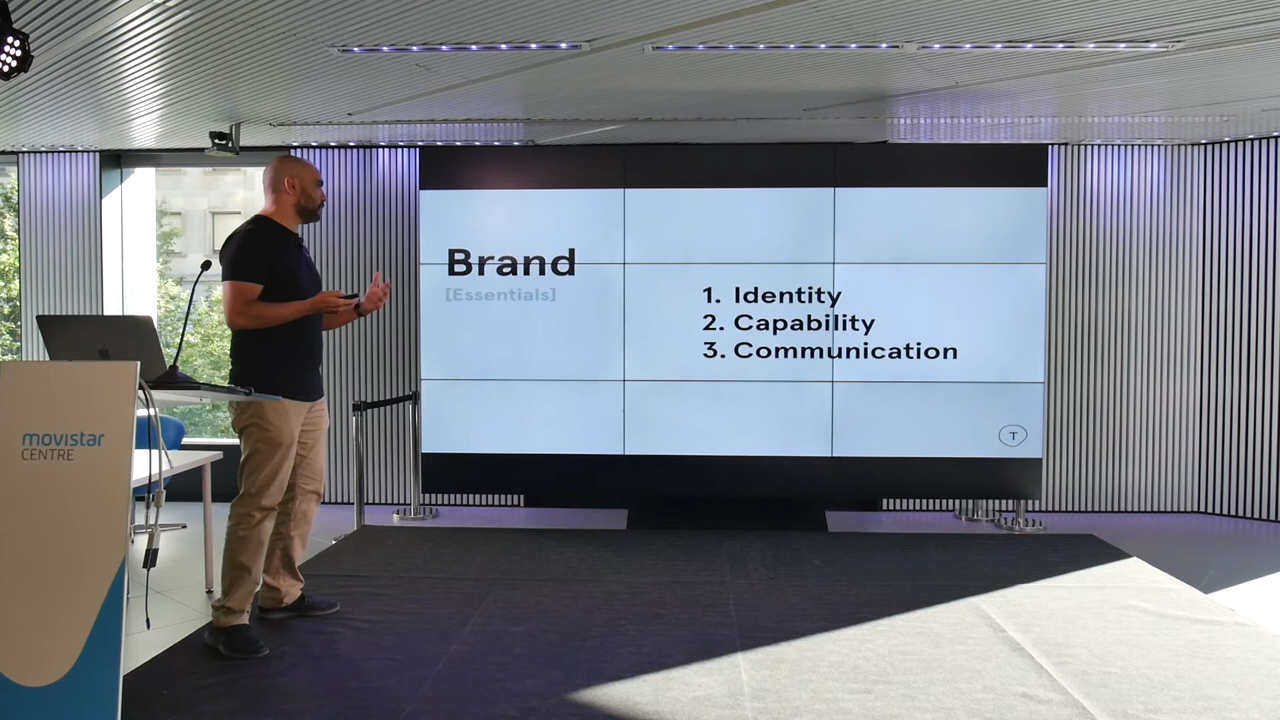 Brand
[Essentials]
1. Identity
2. Capability
3. Communication
T
movistar
CENTRE